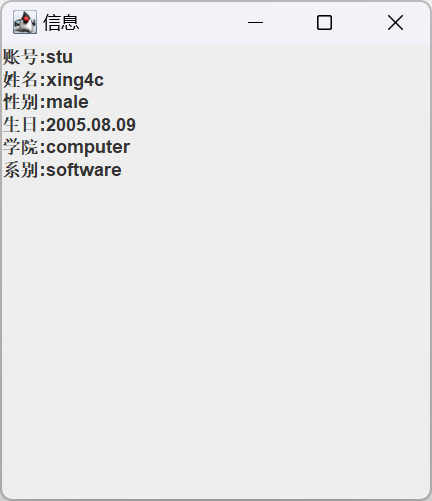 信息
账号:stu
姓名:xing4c
性别:male
生日:2005.08.09
学院:computer
系别:software